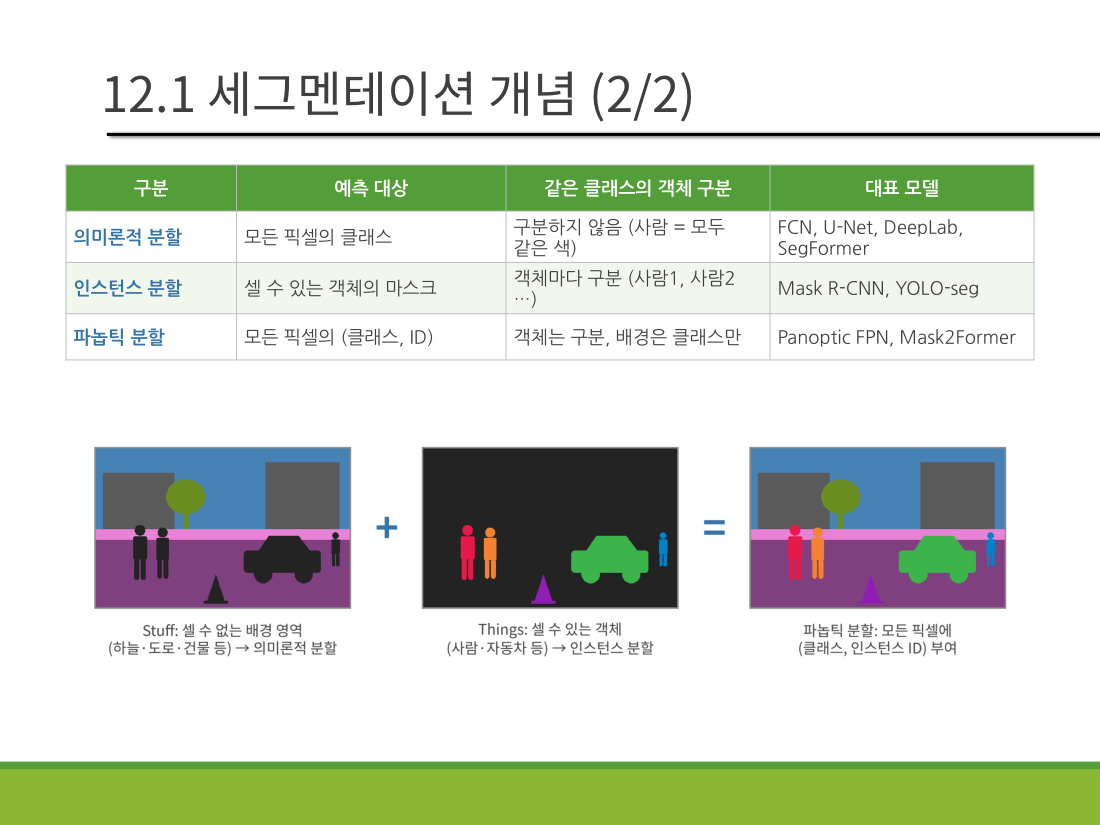 12.1 세그멘테이션 개념 (2/2)
구분 예측 대상 같은 클래스의 객체 구분 대표 모델
의미론적 분할 모든 픽셀의 클래스 구분하지 않음 (사람 = 모두 같은 색) FCN, U-Net, DeepLab, SegFormer
인스턴스 분할 셀 수 있는 객체의 마스크 객체마다 구분 (사람1, 사람2 …) Mask R-CNN, YOLO-seg
파놉틱 분할 모든 픽셀의 (클래스, ID) 객체는 구분, 배경은 클래스만 Panoptic FPN, Mask2Former
+ =
Stuff: 셀 수 없는 배경 영역
(하늘·도로·건물 등) → 의미론적 분할
Things: 셀 수 있는 객체
(사람·자동차 등) → 인스턴스 분할
파놉틱 분할: 모든 픽셀에
(클래스, 인스턴스 ID) 부여